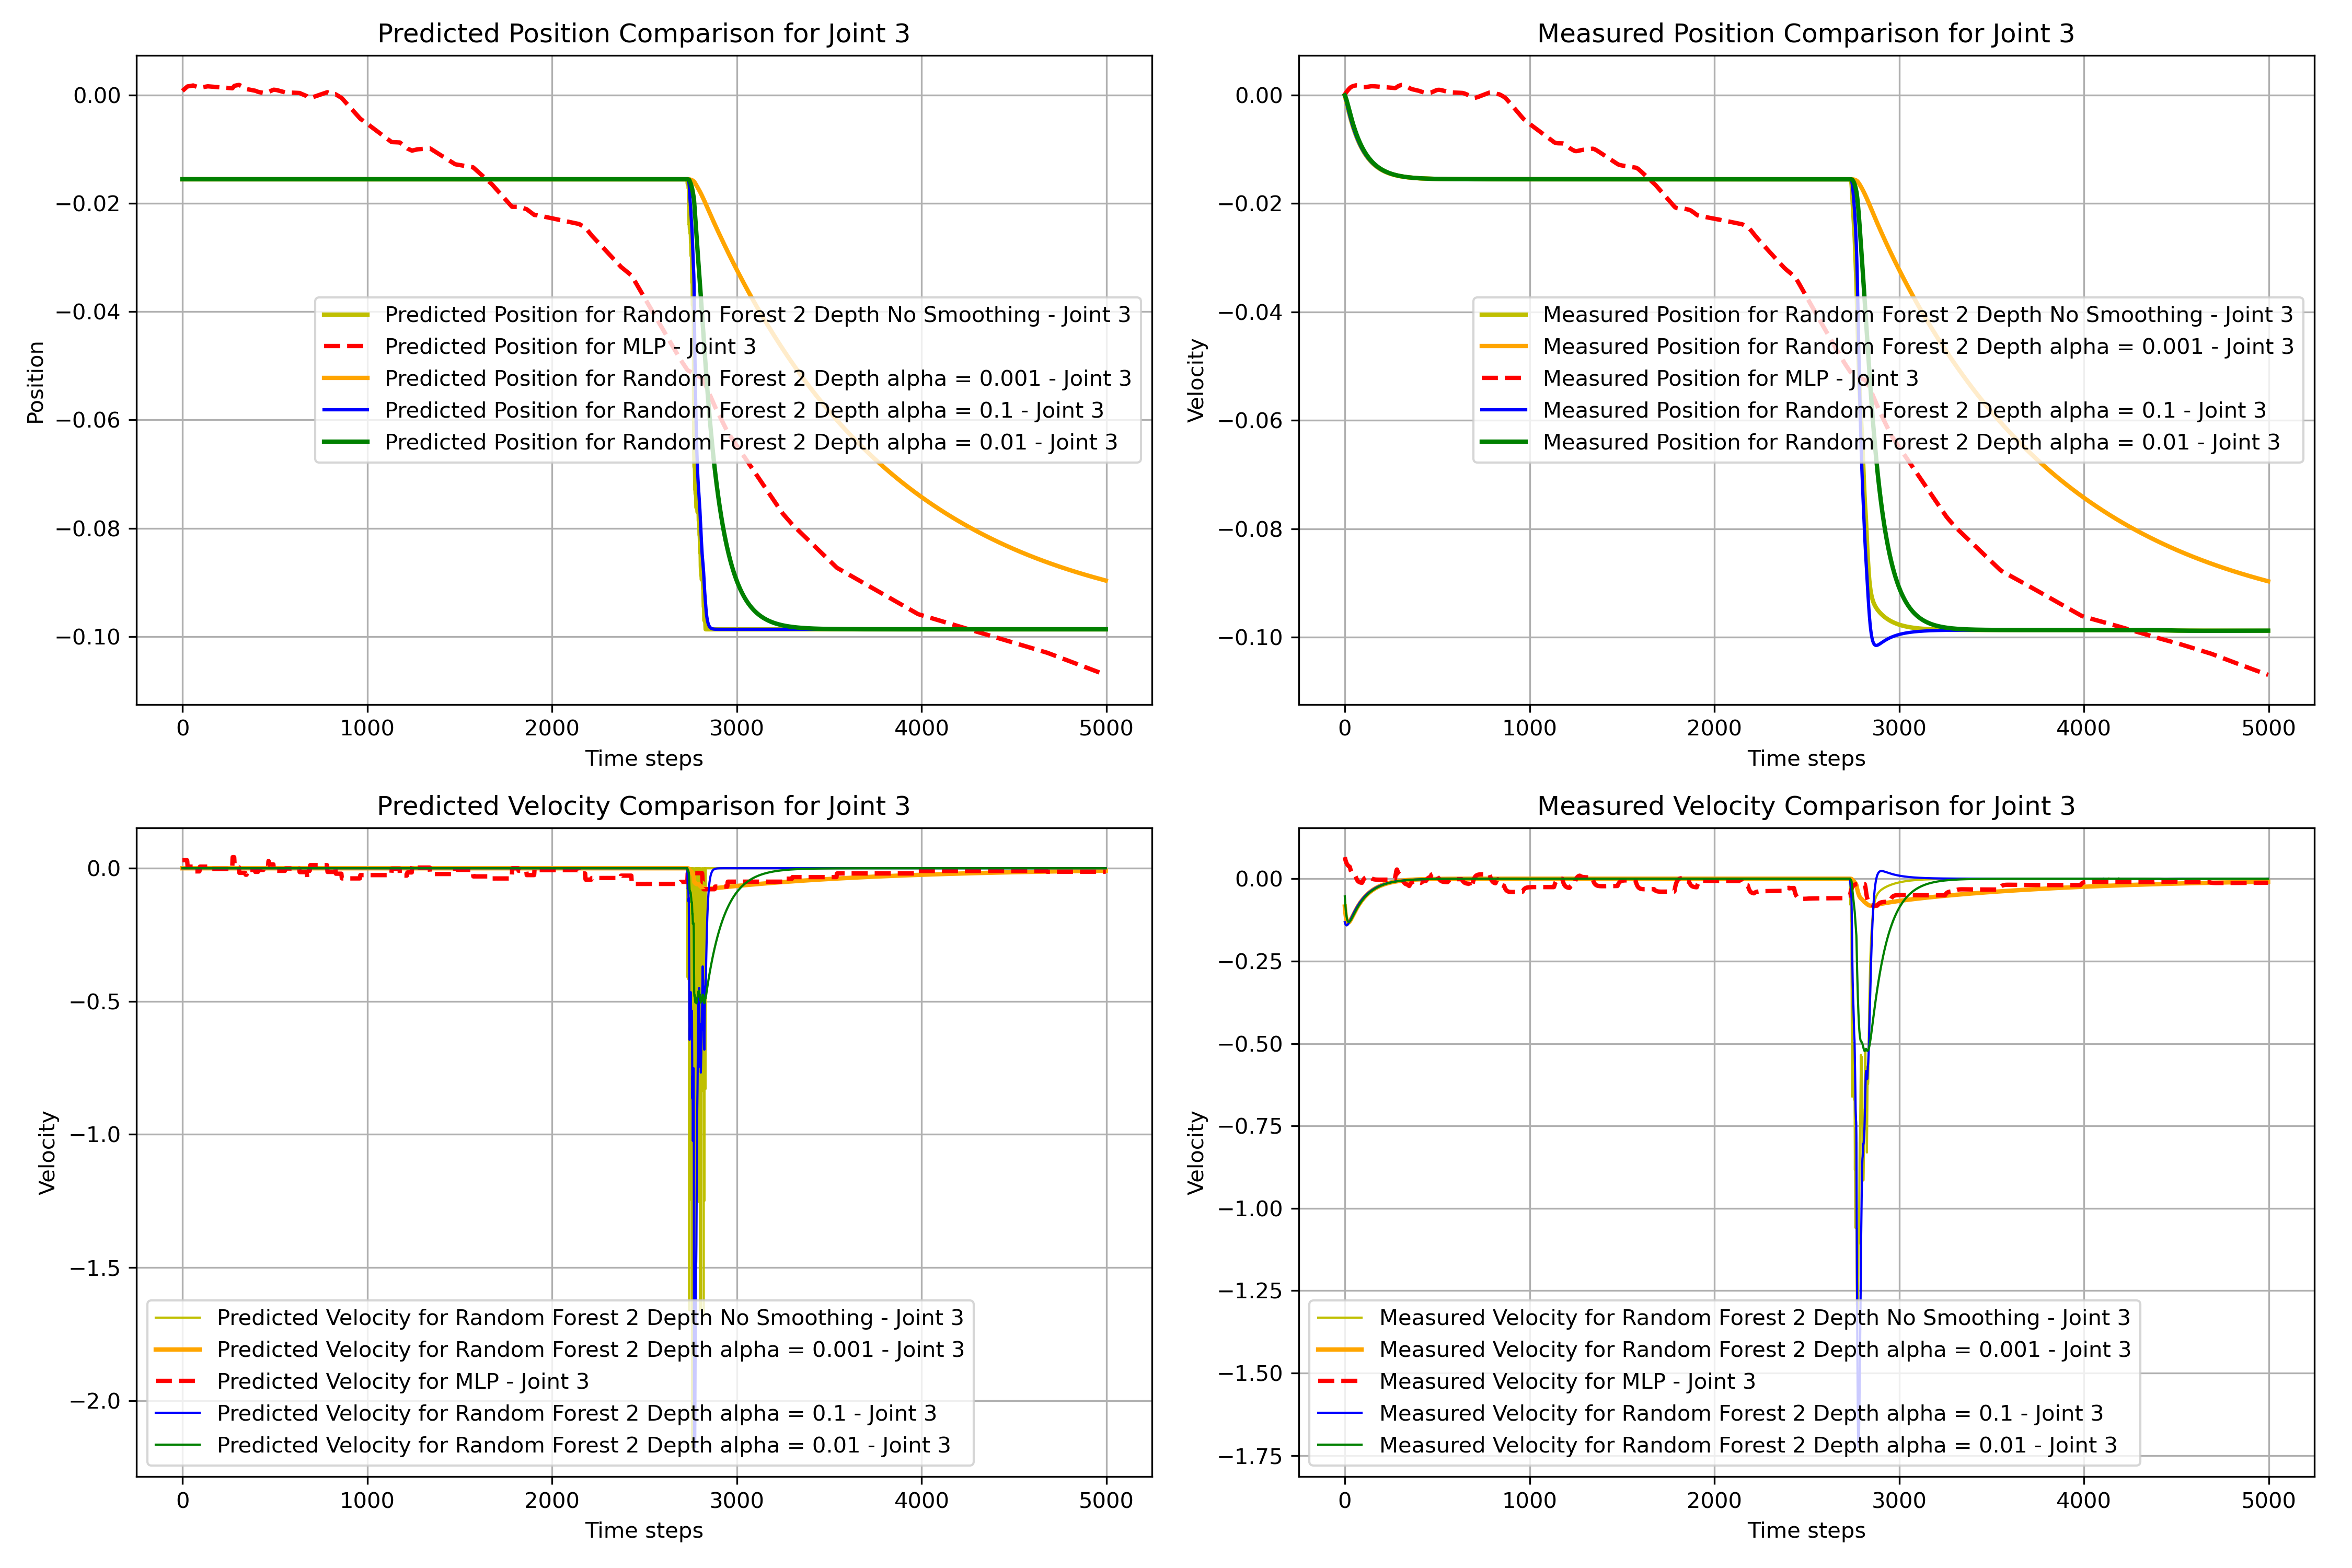 Predicted Position Comparison for Joint 3
0.00
−0.02
−0.04
−0.06
−0.08
−0.10
Position
Predicted Position for Random Forest 2 Depth No Smoothing - Joint 3
Predicted Position for MLP - Joint 3
Predicted Position for Random Forest 2 Depth alpha = 0.001 - Joint 3
Predicted Position for Random Forest 2 Depth alpha = 0.1 - Joint 3
Predicted Position for Random Forest 2 Depth alpha = 0.01 - Joint 3
0 1000 2000 3000 4000 5000
Time steps
Measured Position Comparison for Joint 3
0.00
−0.02
−0.04
−0.06
−0.08
−0.10
Velocity
Measured Position for Random Forest 2 Depth No Smoothing - Joint 3
Measured Position for Random Forest 2 Depth alpha = 0.001 - Joint 3
Measured Position for MLP - Joint 3
Measured Position for Random Forest 2 Depth alpha = 0.1 - Joint 3
Measured Position for Random Forest 2 Depth alpha = 0.01 - Joint 3
0 1000 2000 3000 4000 5000
Time steps
Predicted Velocity Comparison for Joint 3
0.0
−0.5
−1.0
−1.5
−2.0
Velocity
Predicted Velocity for Random Forest 2 Depth No Smoothing - Joint 3
Predicted Velocity for Random Forest 2 Depth alpha = 0.001 - Joint 3
Predicted Velocity for MLP - Joint 3
Predicted Velocity for Random Forest 2 Depth alpha = 0.1 - Joint 3
Predicted Velocity for Random Forest 2 Depth alpha = 0.01 - Joint 3
0 1000 2000 3000 4000 5000
Time steps
Measured Velocity Comparison for Joint 3
0.00
−0.25
−0.50
−0.75
−1.00
−1.25
−1.50
−1.75
Velocity
Measured Velocity for Random Forest 2 Depth No Smoothing - Joint 3
Measured Velocity for Random Forest 2 Depth alpha = 0.001 - Joint 3
Measured Velocity for MLP - Joint 3
Measured Velocity for Random Forest 2 Depth alpha = 0.1 - Joint 3
Measured Velocity for Random Forest 2 Depth alpha = 0.01 - Joint 3
0 1000 2000 3000 4000 5000
Time steps